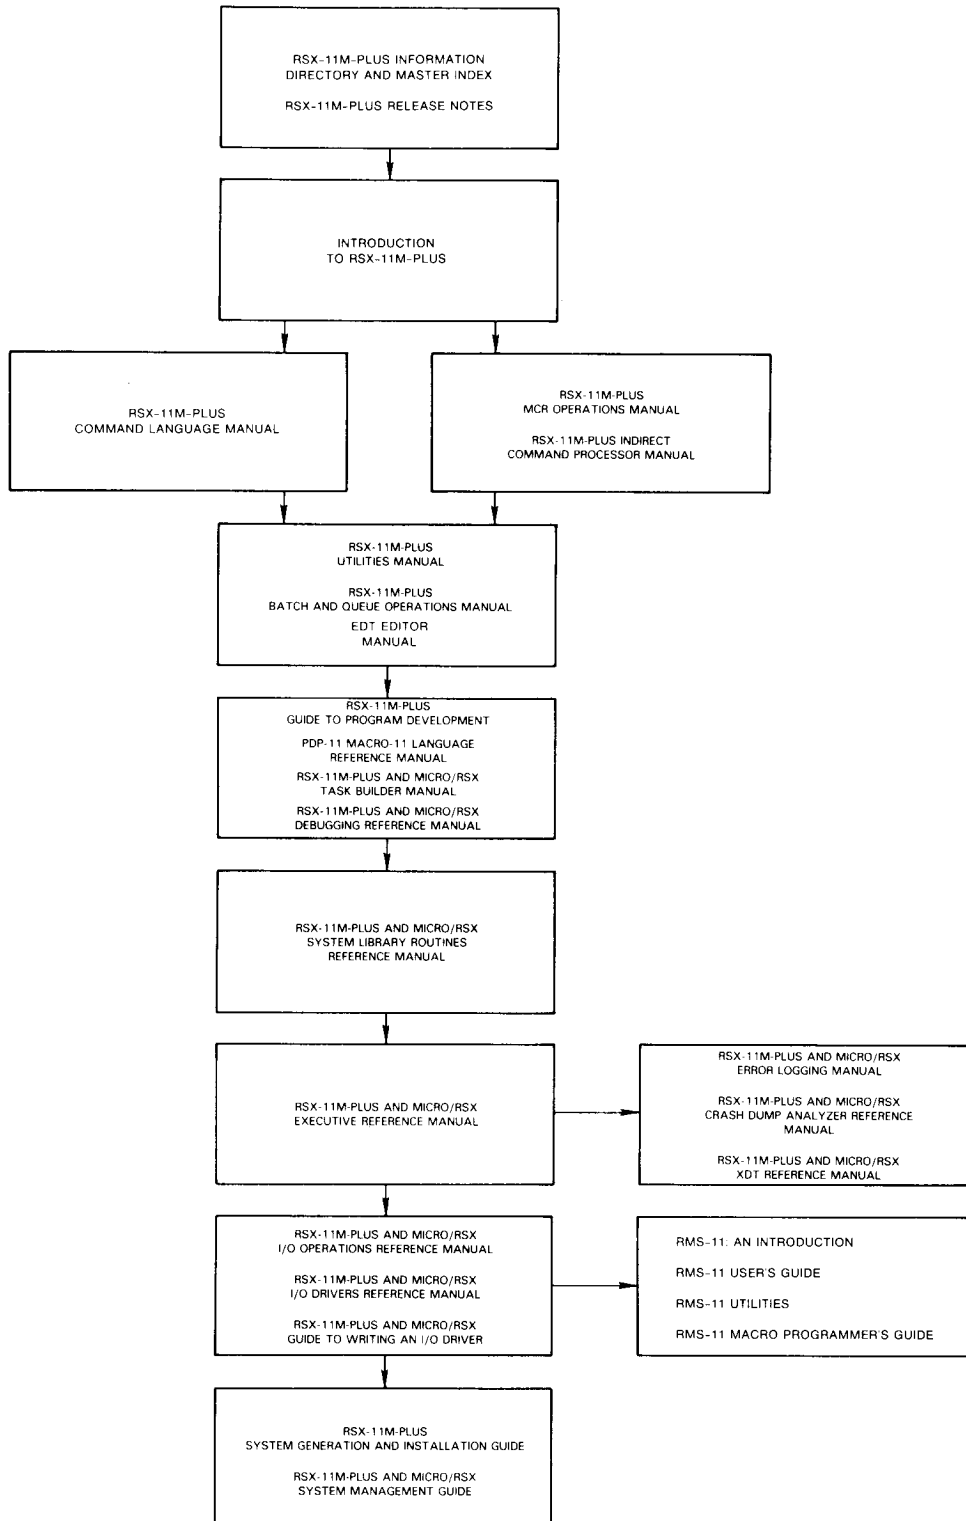 RSX-11M-PLUS INFORMATION
DIRECTORY AND MASTER INDEX
RSX-11M-PLUS RELEASE NOTES
INTRODUCTION
TO RSX-11M-PLUS
RSX-11M-PLUS
COMMAND LANGUAGE MANUAL
RSX-11M-PLUS
MCR OPERATIONS MANUAL
RSX-11M-PLUS INDIRECT
COMMAND PROCESSOR MANUAL
RSX-11M-PLUS
UTILITIES MANUAL
RSX-11M-PLUS
BATCH AND QUEUE OPERATIONS MANUAL
EDT EDITOR
MANUAL
RSX-11M-PLUS
GUIDE TO PROGRAM DEVELOPMENT
PDP-11 MACRO-11 LANGUAGE
REFERENCE MANUAL
RSX-11M-PLUS AND MICRO/RSX
TASK BUILDER MANUAL
RSX-11M-PLUS AND MICRO/RSX
DEBUGGING REFERENCE MANUAL
RSX-11M-PLUS AND MICRO/RSX
SYSTEM LIBRARY ROUTINES
REFERENCE MANUAL
RSX-11M-PLUS AND MICRO/RSX
EXECUTIVE REFERENCE MANUAL
RSX-11M-PLUS AND MICRO/RSX
ERROR LOGGING MANUAL
RSX-11M-PLUS AND MICRO/RSX
CRASH DUMP ANALYZER REFERENCE
MANUAL
RSX-11M-PLUS AND MICRO/RSX
XDT REFERENCE MANUAL
RSX-11M-PLUS AND MICRO/RSX
I/O OPERATIONS REFERENCE MANUAL
RSX-11M-PLUS AND MICRO/RSX
I/O DRIVERS REFERENCE MANUAL
RSX-11M-PLUS AND MICRO/RSX
GUIDE TO WRITING AN I/O DRIVER
RMS-11: AN INTRODUCTION
RMS-11 USER'S GUIDE
RMS-11 UTILITIES
RMS-11 MACRO PROGRAMMER'S GUIDE
RSX-11M-PLUS
SYSTEM GENERATION AND INSTALLATION GUIDE
RSX-11M-PLUS AND MICRO/RSX
SYSTEM MANAGEMENT GUIDE